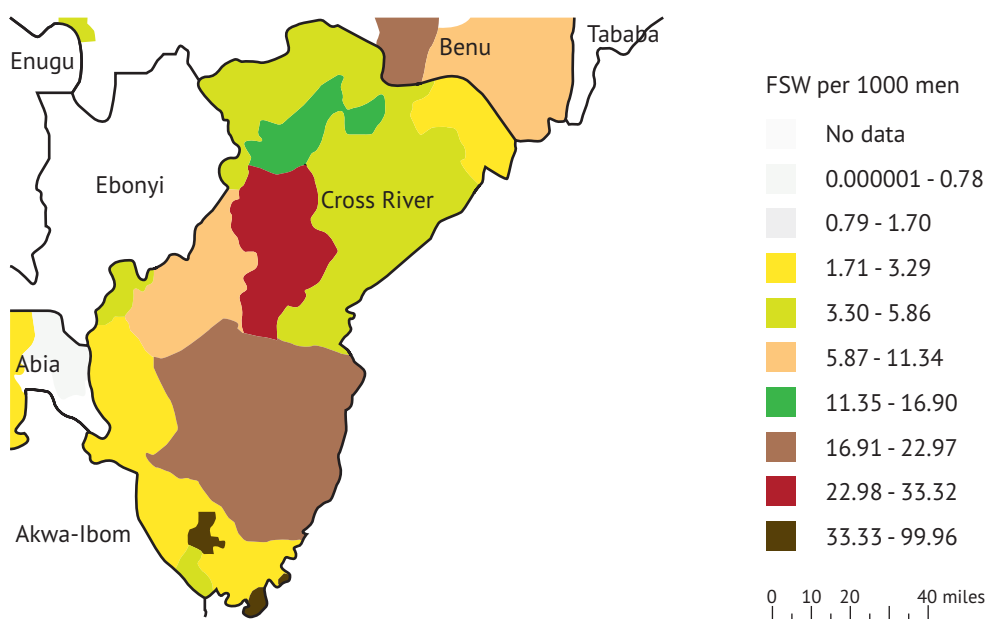 Enugu
Benu
Tababa
Ebonyi
Cross River
Abia
Akwa-Ibom
FSW per 1000 men
No data
0.000001 - 0.78
0.79 - 1.70
1.71 - 3.29
3.30 - 5.86
5.87 - 11.34
11.35 - 16.90
16.91 - 22.97
22.98 - 33.32
33.33 - 99.96
0 10 20 40 miles